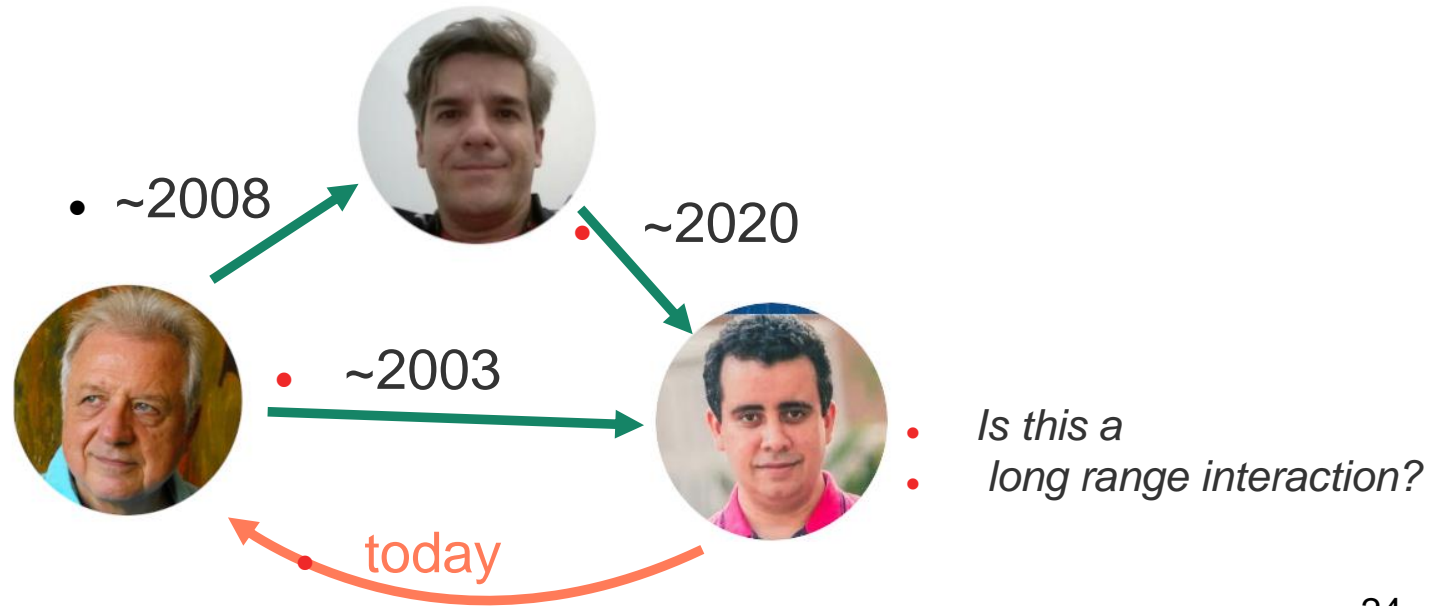 • ~2008
• ~2020
• ~2003
• Is this a
• long range interaction?
• today